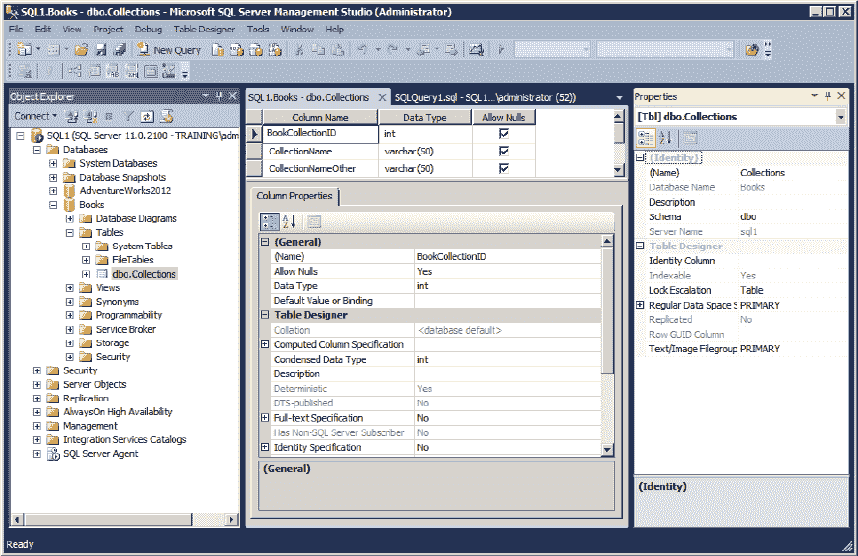 SQL1.Books - dbo.Collections - Microsoft SQL Server Management Studio (Administrator)
File Edit View Project Debug Table Designer Tools Window Help
New Query
Object Explorer
Connect
SQL1 (SQL Server 11.0.2100 - TRAINING\adm
Databases
System Databases
Database Snapshots
AdventureWorks2012
Books
Database Diagrams
Tables
System Tables
FileTables
dbo.Collections
Views
Synonyms
Programmability
Service Broker
Storage
Security
Security
Server Objects
Replication
AlwaysOn High Availability
Management
Integration Services Catalogs
SQL Server Agent
SQL1.Books - dbo.Collections SQLQuery1.sql - SQL1...\administrator (52))
Column Name Data Type Allow Nulls
BookCollectionID int
CollectionName varchar(50)
CollectionNameOther varchar(50)
Column Properties
(General)
(Name) BookCollectionID
Allow Nulls Yes
Data Type int
Default Value or Binding
Table Designer
Collation <database default>
Computed Column Specification
Condensed Data Type int
Description
Deterministic Yes
DTS-published No
Full-text Specification No
Has Non-SQL Server Subscriber No
Identity Specification No
(General)
Properties
[Tbl] dbo.Collections
(Identity)
(Name) Collections
Database Name Books
Description
Schema dbo
Server Name sql1
Table Designer
Identity Column
Indexable Yes
Lock Escalation Table
Regular Data Space S PRIMARY
Replicated No
Row GUID Column
Text/Image Filegroup PRIMARY
(Identity)
Ready